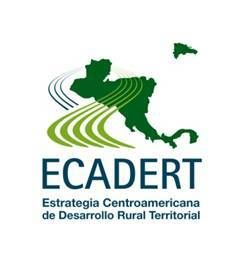 ECADERT
Estrategia Centroamericana
de Desarrollo Rural Territorial